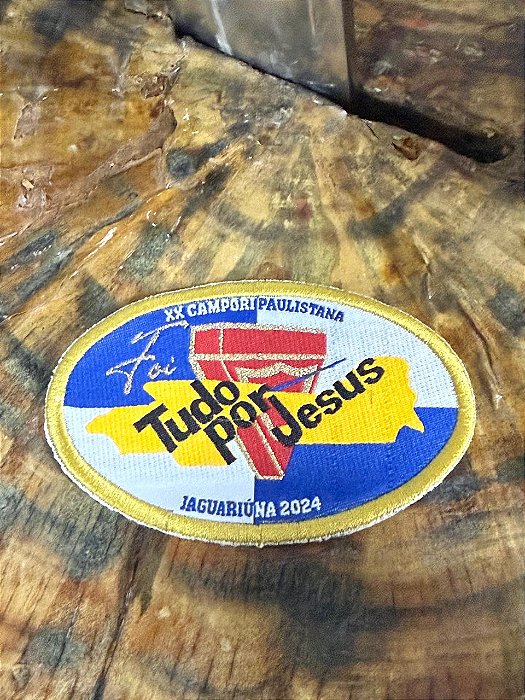 XX CAMPORI PAULISTANA
Foi
Tudo
por Jesus
JAGUARIÚNA 2024